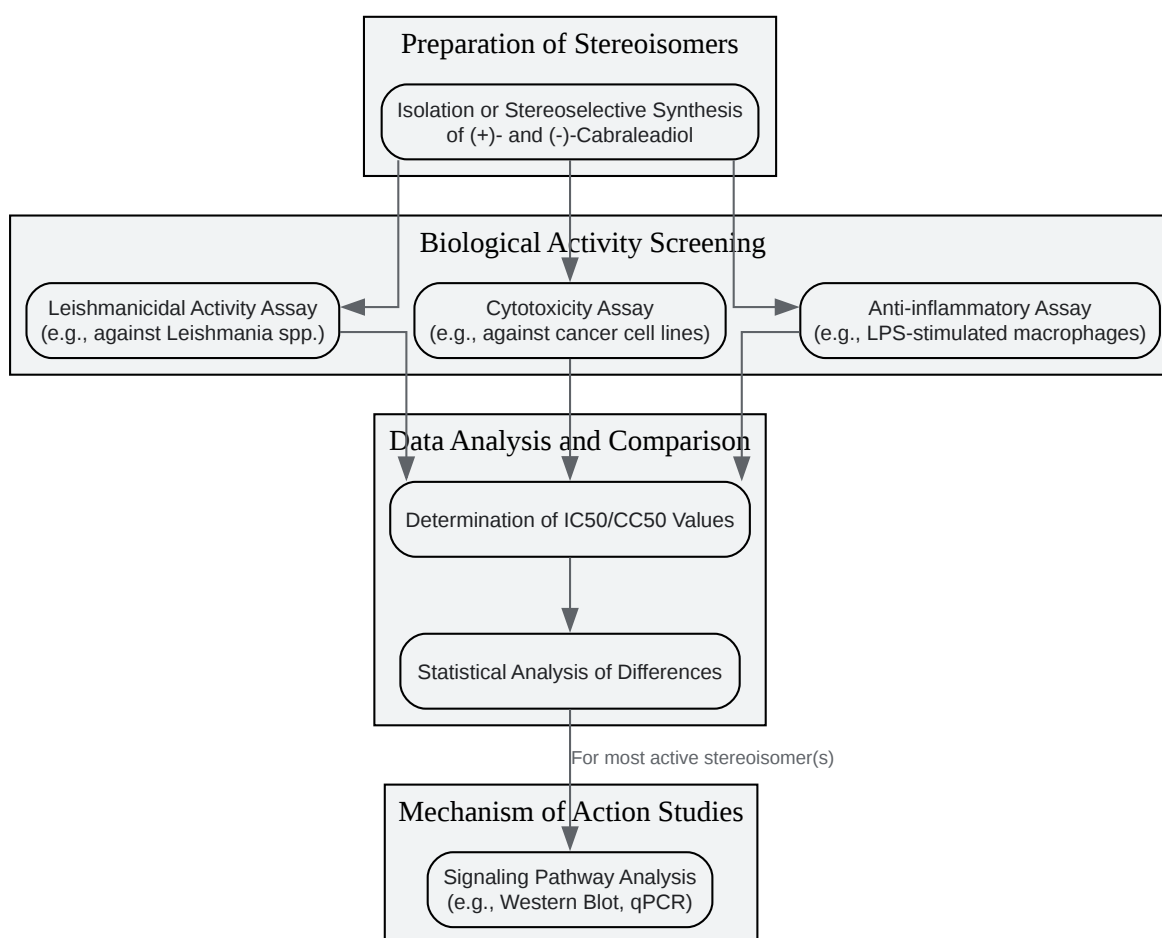 Preparation of Stereoisomers
Isolation or Stereoselective Synthesis
of (+)- and (-)-Cabraleadiol
Biological Activity Screening
Leishmanicidal Activity Assay
(e.g., against Leishmania spp.)
Cytotoxicity Assay
(e.g., against cancer cell lines)
Anti-inflammatory Assay
(e.g., LPS-stimulated macrophages)
Data Analysis and Comparison
Determination of IC50/CC50 Values
Statistical Analysis of Differences
For most active stereoisomer(s)
Mechanism of Action Studies
Signaling Pathway Analysis
(e.g., Western Blot, qPCR)